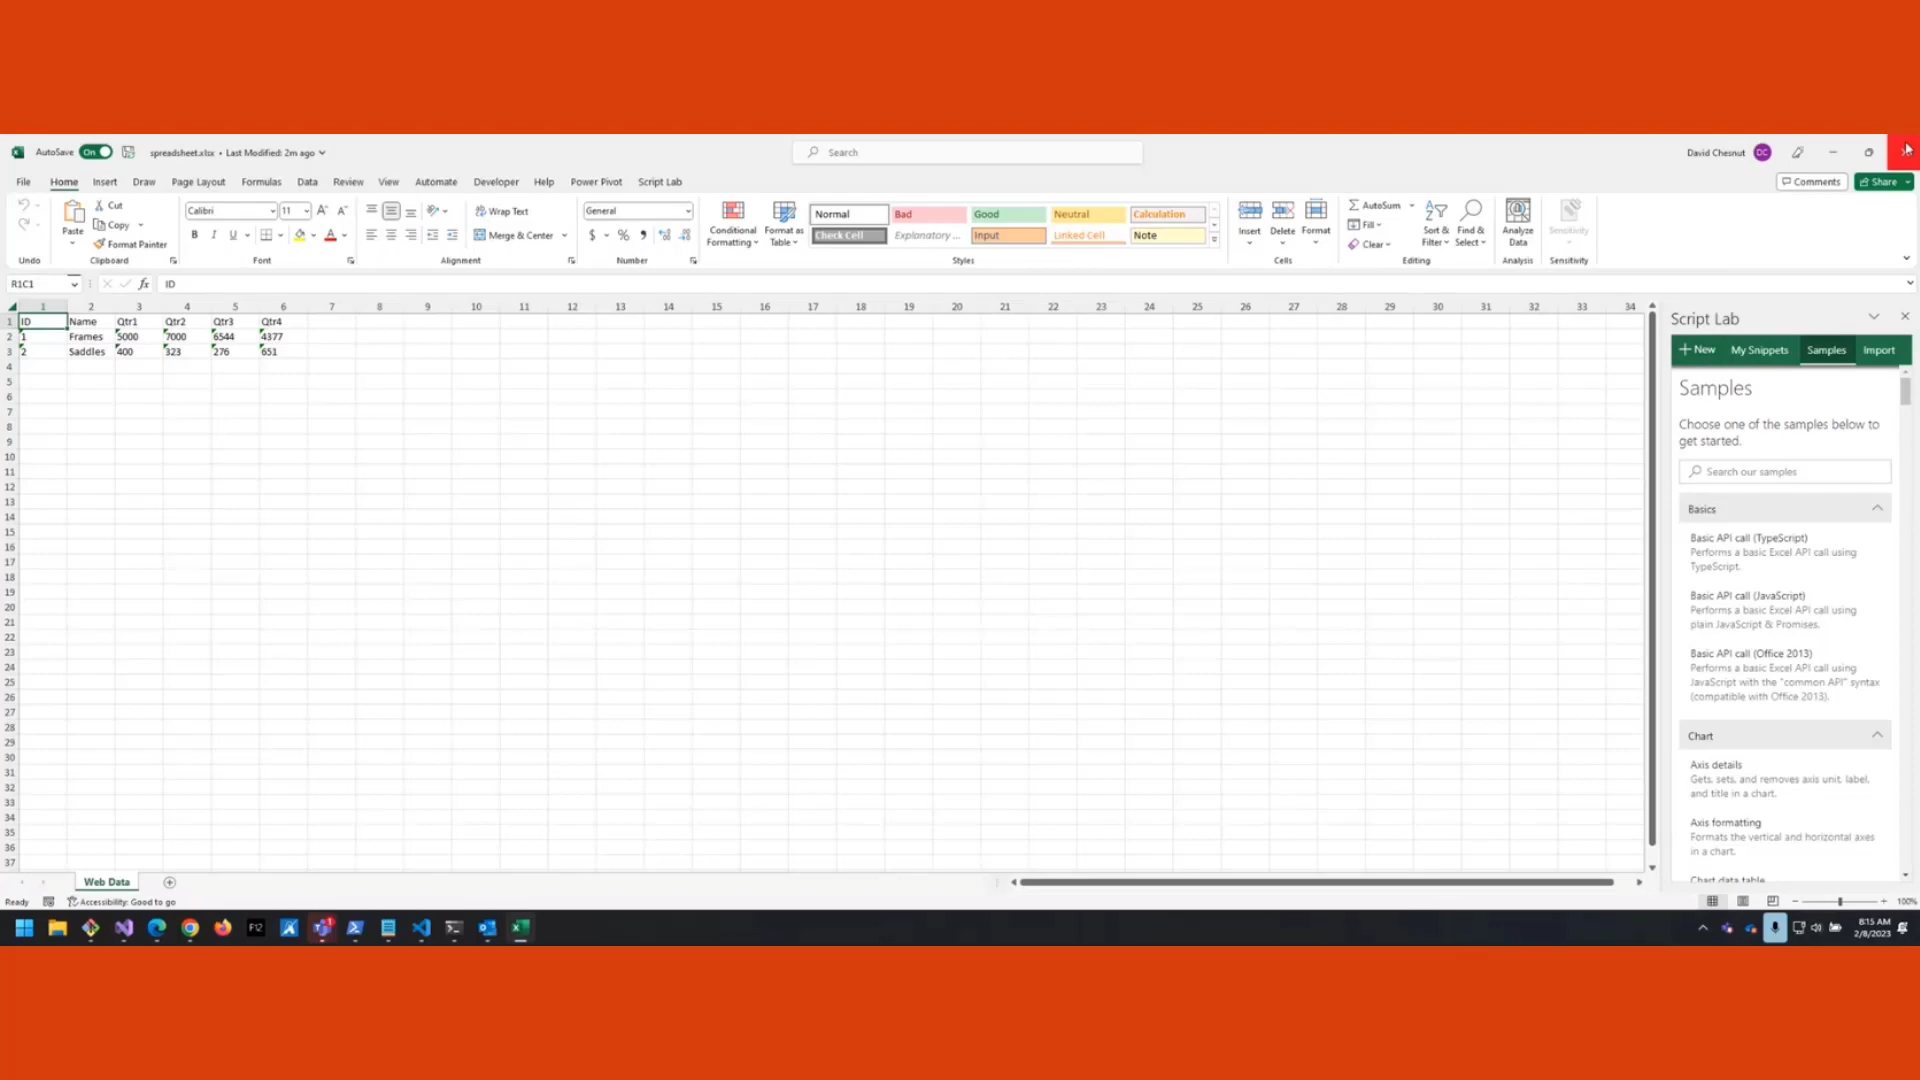 AutoSave On spreadsheet.xlsx • Last Modified: 2m ago Search David Chesnut DC
File Home Insert Draw Page Layout Formulas Data Review View Automate Developer Help Power Pivot Script Lab Comments Share
Cut
Copy
Format Painter
Paste
Undo Clipboard
Calibri 11
B I U
Font
Wrap Text
Merge & Center
Alignment
General
$ %
Number
Conditional Formatting
Format as Table
Normal Bad Good Neutral Calculation
Check Cell Explanatory ... Input Linked Cell Note
Styles
Insert Delete Format
Cells
AutoSum
Fill
Clear
Sort & Filter
Find & Select
Editing
Analyze Data
Analysis
Sensitivity
Sensitivity
R1C1 fx ID
1 2 3 4 5 6 7 8 9 10 11 12 13 14 15 16 17 18 19 20 21 22 23 24 25 26 27 28 29 30 31 32 33 34
1 ID Name Qtr1 Qtr2 Qtr3 Qtr4
2 1 Frames 5000 7000 6544 4377
3 2 Saddles 400 323 276 651
4
5
6
7
8
9
10
11
12
13
14
15
16
17
18
19
20
21
22
23
24
25
26
27
28
29
30
31
32
33
34
35
36
37
Script Lab
New My Snippets Samples Import
Samples
Choose one of the samples below to
get started.
Search our samples
Basics
Basic API call (TypeScript)
Performs a basic Excel API call using
TypeScript.
Basic API call (JavaScript)
Performs a basic Excel API call using
plain JavaScript & Promises.
Basic API call (Office 2013)
Performs a basic Excel API call using
JavaScript with the "common API" syntax
(compatible with Office 2013).
Chart
Axis details
Gets, sets, and removes axis unit, label,
and title in a chart.
Axis formatting
Formats the vertical and horizontal axes
in a chart.
Chart data table
Web Data
Ready Accessibility: Good to go 100%
F12
8:15 AM
2/8/2023